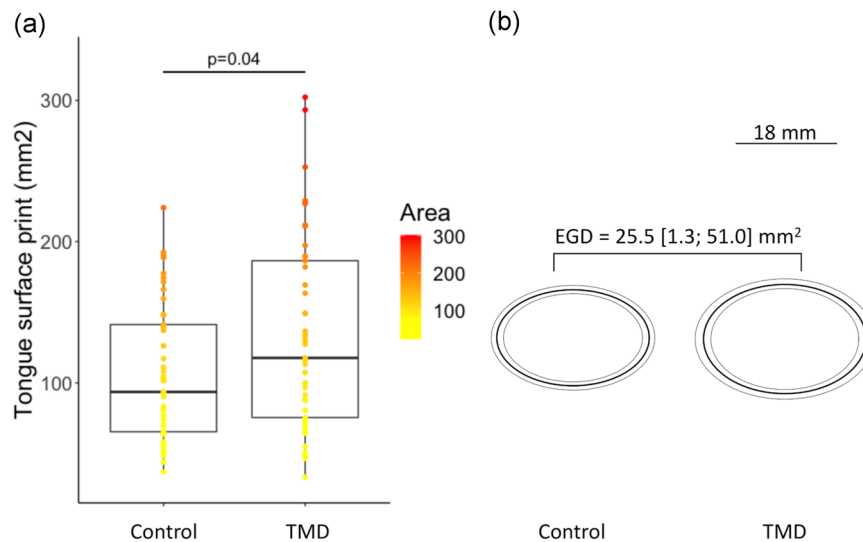 (a)
(b)
p=0.04
Tongue surface print (mm2)
300
200
100
Control
TMD
Area
300
200
100
18 mm
EGD = 25.5 [1.3; 51.0] mm²
Control
TMD